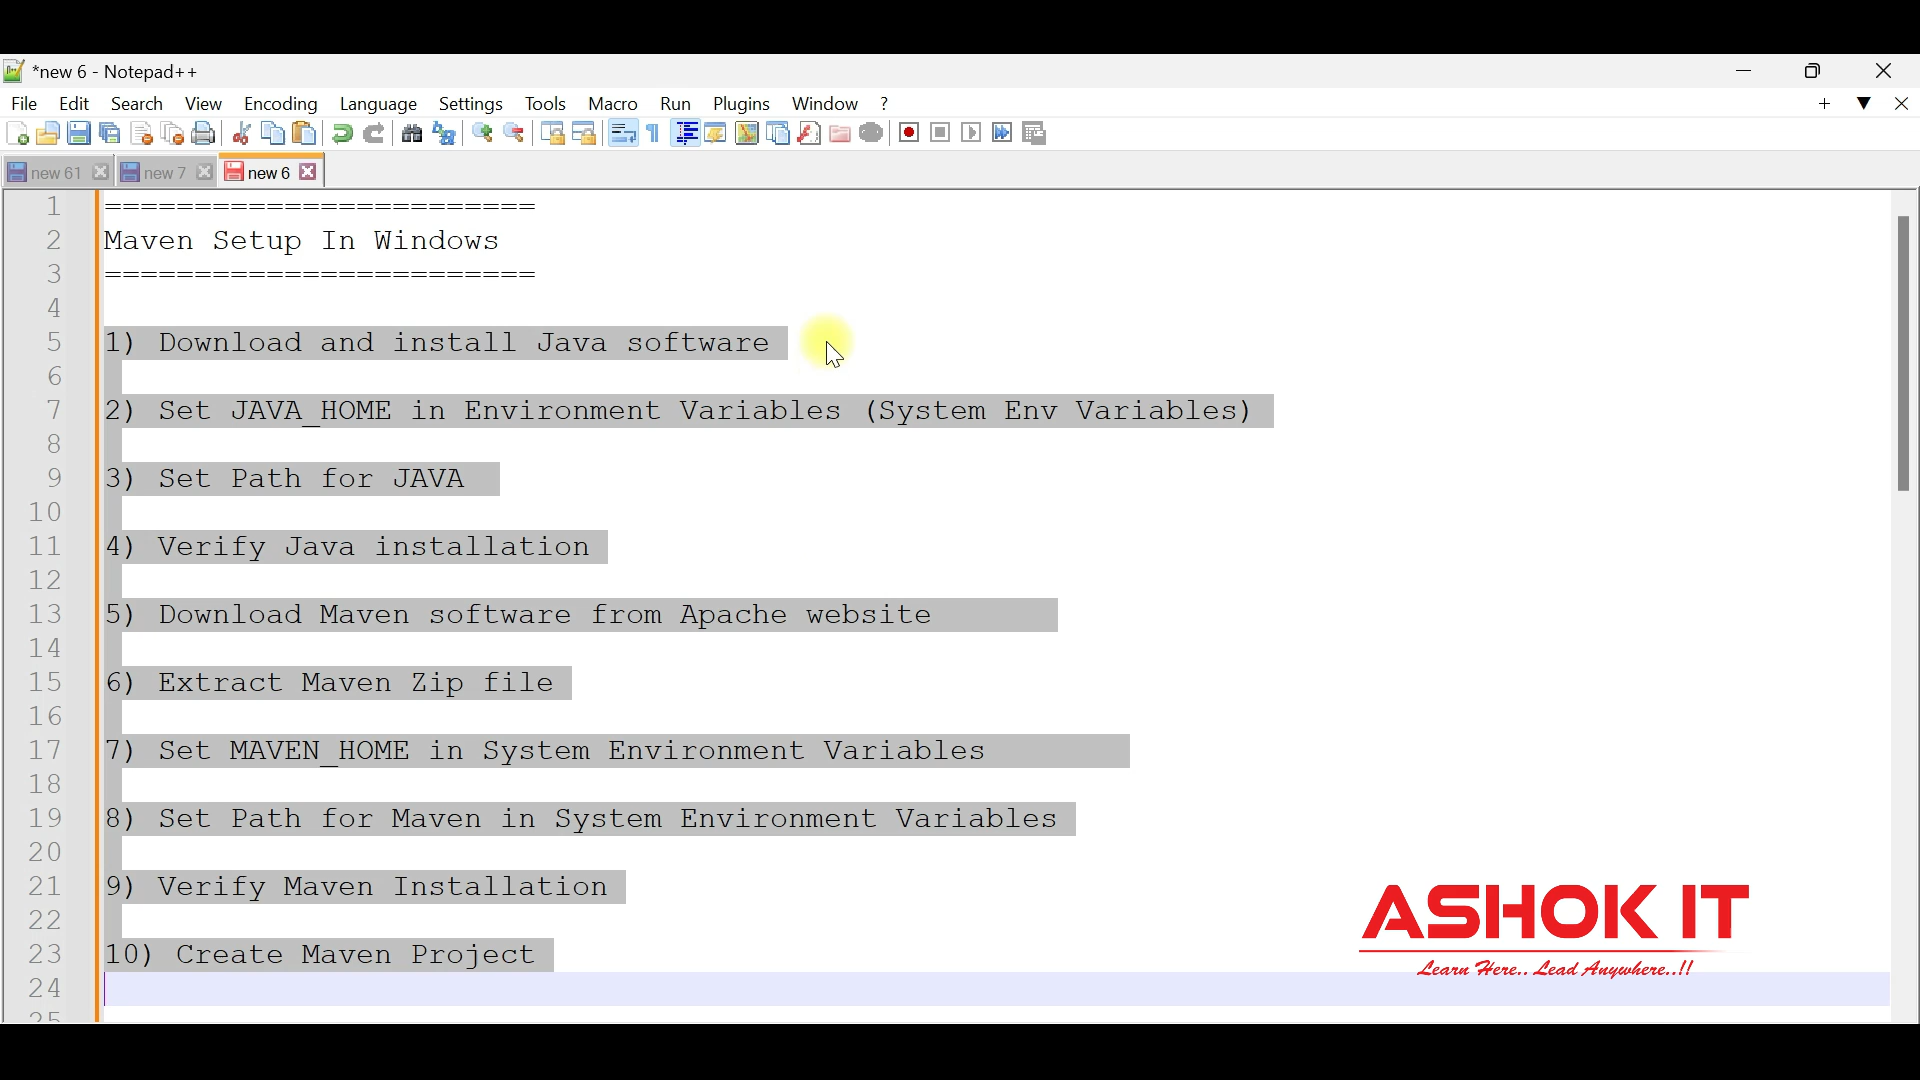 *new 6 - Notepad++
File Edit Search View Encoding Language Settings Tools Macro Run Plugins Window ?
new 61 new 7 new 6
1 ========================
2 Maven Setup In Windows
3 ========================
4
5 1) Download and install Java software
6
7 2) Set JAVA_HOME in Environment Variables (System Env Variables)
8
9 3) Set Path for JAVA
10
11 4) Verify Java installation
12
13 5) Download Maven software from Apache website
14
15 6) Extract Maven Zip file
16
17 7) Set MAVEN_HOME in System Environment Variables
18
19 8) Set Path for Maven in System Environment Variables
20
21 9) Verify Maven Installation
22
23 10) Create Maven Project
24
25
ASHOK IT
Learn Here.. Lead Anywhere..!!